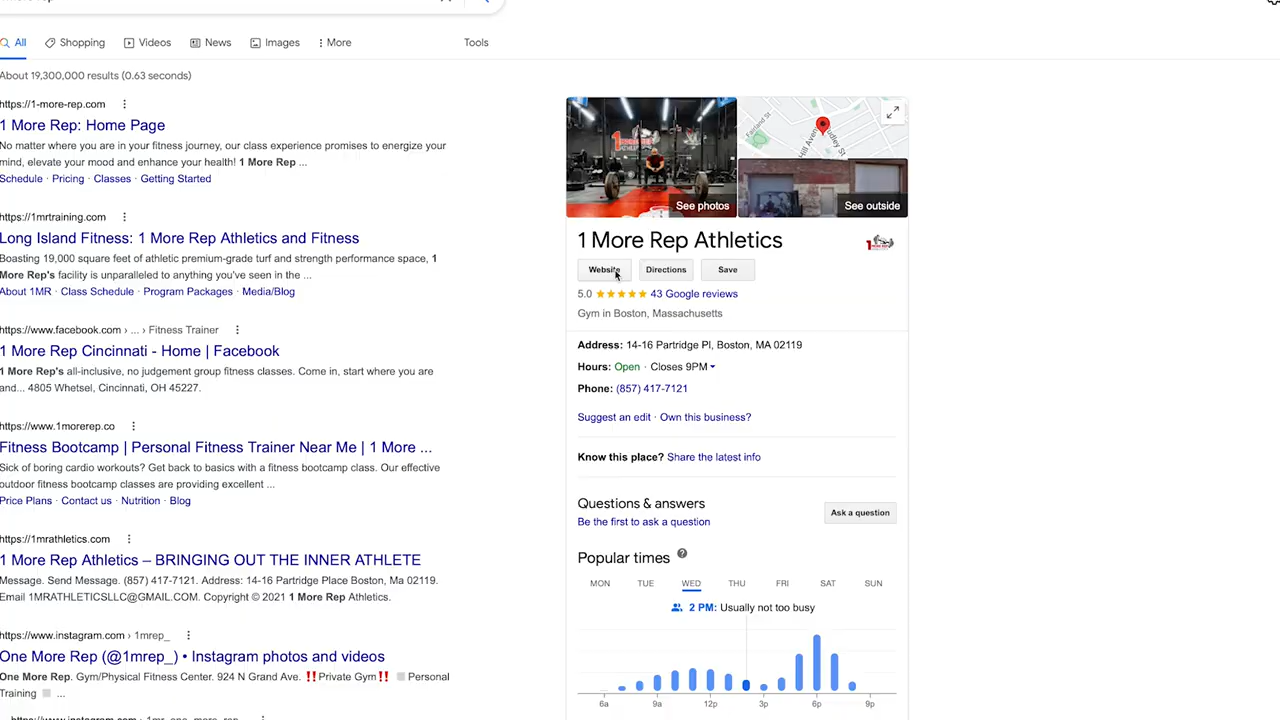 All Shopping Videos News Images More Tools
About 19,300,000 results (0.63 seconds)
https://1-more-rep.com
1 More Rep: Home Page
No matter where you are in your fitness journey, our class experience promises to energize your
mind, elevate your mood and enhance your health! 1 More Rep ...
Schedule · Pricing · Classes · Getting Started
https://1mrtraining.com
Long Island Fitness: 1 More Rep Athletics and Fitness
Boasting 19,000 square feet of athletic premium-grade turf and strength performance space, 1
More Rep's facility is unparalleled to anything you've seen in the ...
About 1MR · Class Schedule · Program Packages · Media/Blog
https://www.facebook.com › ... › Fitness Trainer
1 More Rep Cincinnati - Home | Facebook
1 More Rep's all-inclusive, no judgement group fitness classes. Come in, start where you are
and... 4805 Whetsel, Cincinnati, OH 45227.
https://www.1morerep.co
Fitness Bootcamp | Personal Fitness Trainer Near Me | 1 More ...
Sick of boring cardio workouts? Get back to basics with a fitness bootcamp class. Our effective
outdoor fitness bootcamp classes are providing excellent ...
Price Plans · Contact us · Nutrition · Blog
https://1mrathletics.com
1 More Rep Athletics – BRINGING OUT THE INNER ATHLETE
Message. Send Message. (857) 417-7121. Address: 14-16 Partridge Place Boston, Ma 02119.
Email 1MRATHLETICSLLC@GMAIL.COM. Copyright © 2021 1 More Rep Athletics.
https://www.instagram.com › 1mrep_
One More Rep (@1mrep_) • Instagram photos and videos
One More Rep. Gym/Physical Fitness Center. 924 N Grand Ave. ‼️Private Gym‼️ Personal
Training ...
https://www.instagram.com › 1mr_one_more_rep
See photos
Hill Aven
Dudley St
See outside
1 More Rep Athletics
Website Directions Save
5.0 43 Google reviews
Gym in Boston, Massachusetts
Address: 14-16 Partridge Pl, Boston, MA 02119
Hours: Open · Closes 9PM
Phone: (857) 417-7121
Suggest an edit · Own this business?
Know this place? Share the latest info
Questions & answers
Be the first to ask a question
Ask a question
Popular times
MON TUE WED THU FRI SAT SUN
2 PM: Usually not too busy
6a 9a 12p 3p 6p 9p